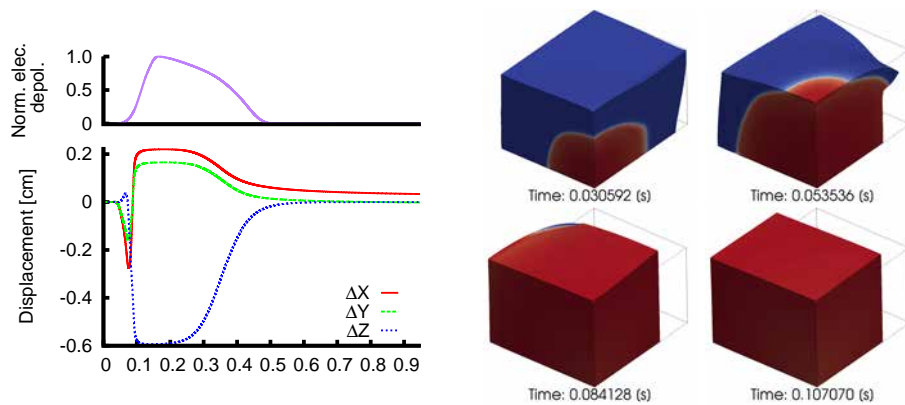 Norm. elec.
depol.
1.0
0.5
0
Displacement [cm]
0.2
0
-0.2
-0.4
-0.6
ΔX
ΔY
ΔZ
0 0.1 0.2 0.3 0.4 0.5 0.6 0.7 0.8 0.9
Time: 0.030592 (s)
Time: 0.053536 (s)
Time: 0.084128 (s)
Time: 0.107070 (s)